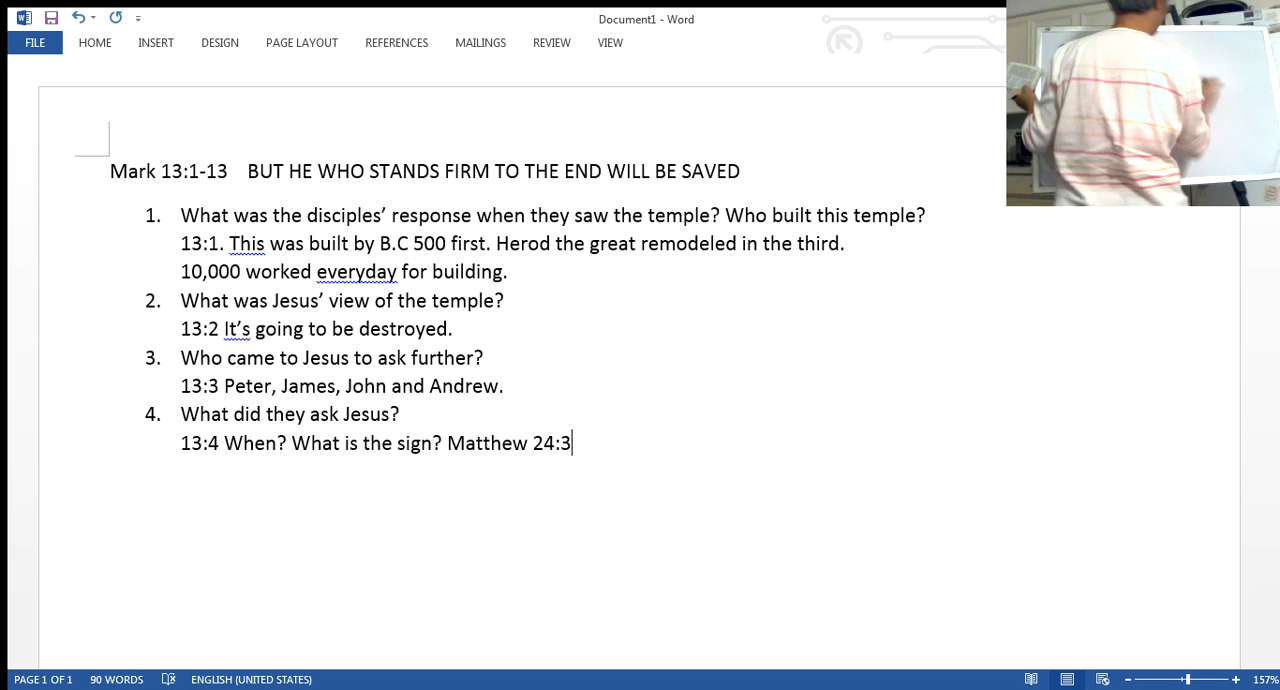 Document1 - Word
FILE HOME INSERT DESIGN PAGE LAYOUT REFERENCES MAILINGS REVIEW VIEW
Mark 13:1-13 BUT HE WHO STANDS FIRM TO THE END WILL BE SAVED
1. What was the disciples’ response when they saw the temple? Who built this temple?
13:1. This was built by B.C 500 first. Herod the great remodeled in the third.
10,000 worked everyday for building.
2. What was Jesus’ view of the temple?
13:2 It’s going to be destroyed.
3. Who came to Jesus to ask further?
13:3 Peter, James, John and Andrew.
4. What did they ask Jesus?
13:4 When? What is the sign? Matthew 24:3
PAGE 1 OF 1 90 WORDS ENGLISH (UNITED STATES) 157%